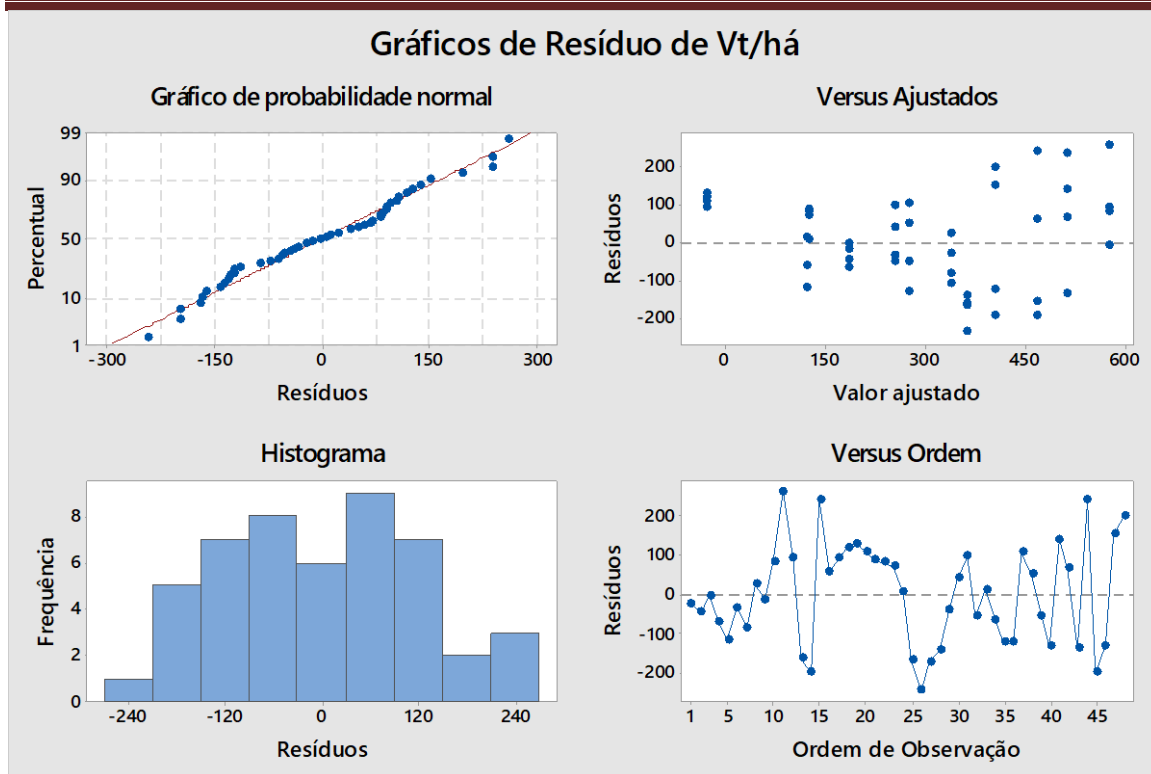 Gráficos de Resíduo de Vt/há
Gráfico de probabilidade normal
99
90
50
10
1
Percentual
-300 -150 0 150 300
Resíduos
Versus Ajustados
200
100
0
-100
-200
Resíduos
0 150 300 450 600
Valor ajustado
Histograma
8
6
4
2
0
Frequência
-240 -120 0 120 240
Resíduos
Versus Ordem
200
100
0
-100
-200
Resíduos
1 5 10 15 20 25 30 35 40 45
Ordem de Observação